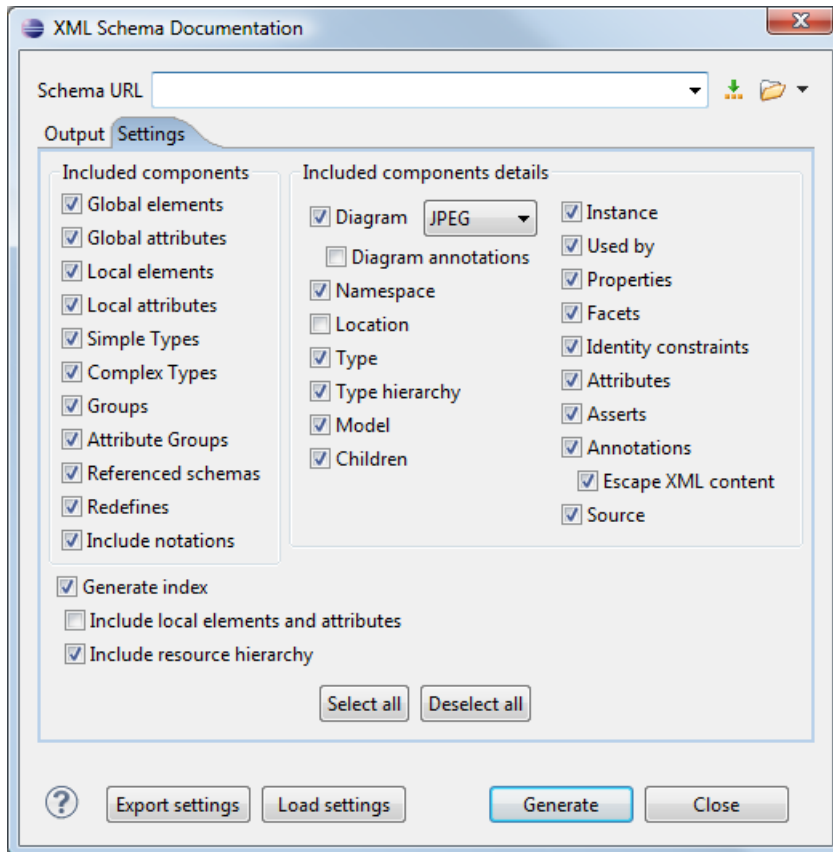 XML Schema Documentation
Schema URL
Output Settings
Included components
Global elements
Global attributes
Local elements
Local attributes
Simple Types
Complex Types
Groups
Attribute Groups
Referenced schemas
Redefines
Include notations
Included components details
Diagram JPEG
Diagram annotations
Namespace
Location
Type
Type hierarchy
Model
Children
Instance
Used by
Properties
Facets
Identity constraints
Attributes
Asserts
Annotations
Escape XML content
Source
Generate index
Include local elements and attributes
Include resource hierarchy
Select all Deselect all
? Export settings Load settings Generate Close